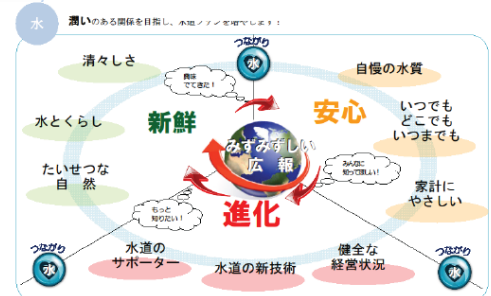 水
潤いのある関係を目指し、水道ファンを増やします！
つながり
水
清々しさ
興味
でてきた！
自慢の水質
水とくらし
新鮮
安心
いつでも
どこでも
いつまでも
みずみずしい
広報
たいせつな
自然
みんなに
知ってほしい！
家計に
やさしい
もっと
知りたい！
進化
つながり
水
水道の
サポーター
水道の新技術
健全な
経営状況
つながり
水